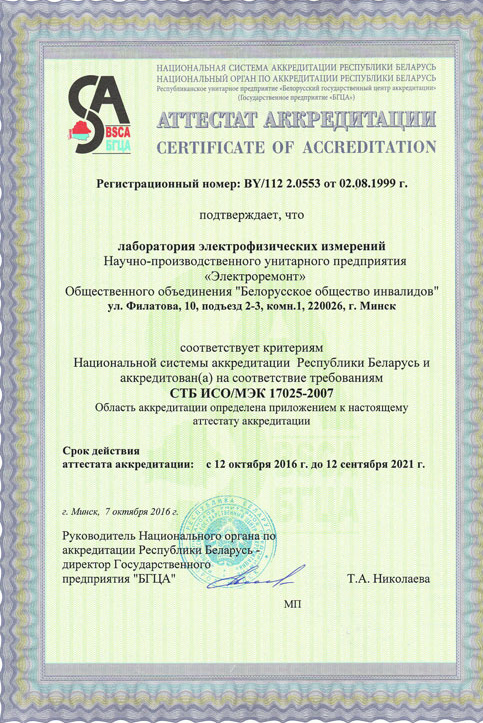 НАЦИОНАЛЬНАЯ СИСТЕМА АККРЕДИТАЦИИ РЕСПУБЛИКИ БЕЛАРУСЬ
НАЦИОНАЛЬНЫЙ ОРГАН ПО АККРЕДИТАЦИИ РЕСПУБЛИКИ БЕЛАРУСЬ
Республиканское унитарное предприятие «Белорусский государственный центр аккредитации»
(Государственное предприятие «БГЦА»)
BSCA
БГЦА
АТТЕСТАТ АККРЕДИТАЦИИ
CERTIFICATE OF ACCREDITATION
Регистрационный номер: BY/112 2.0553 от 02.08.1999 г.
подтверждает, что
лаборатория электрофизических измерений
Научно-производственного унитарного предприятия
«Электроремонт»
Общественного объединения "Белорусское общество инвалидов"
ул. Филатова, 10, подъезд 2-3, комн.1, 220026, г. Минск
соответствует критериям
Национальной системы аккредитации Республики Беларусь и
аккредитован(а) на соответствие требованиям
СТБ ИСО/МЭК 17025-2007
Область аккредитации определена приложением к настоящему
аттестату аккредитации
Срок действия
аттестата аккредитации: с 12 октября 2016 г. до 12 сентября 2021 г.
г. Минск, 7 октября 2016 г.
Руководитель Национального органа по
аккредитации Республики Беларусь -
директор Государственного
предприятия "БГЦА" Т.А. Николаева
МП